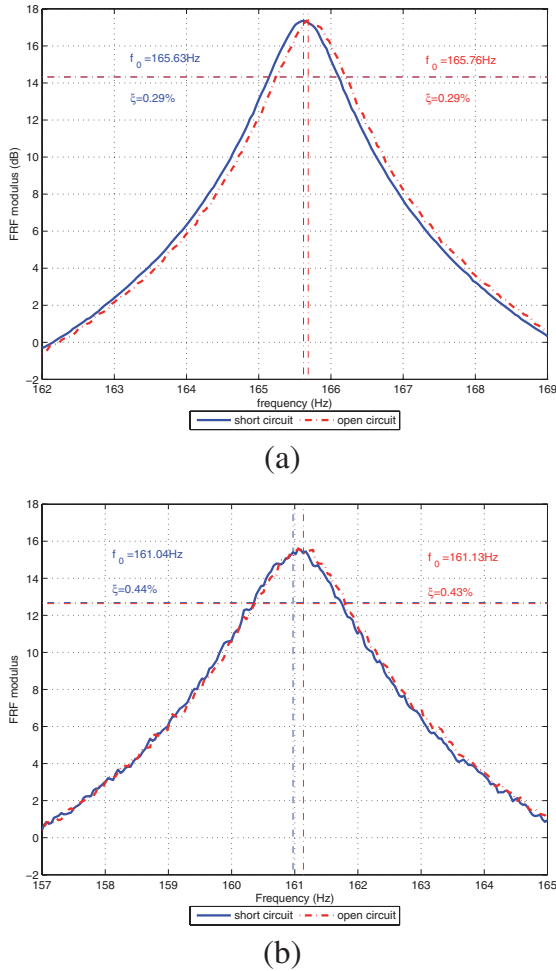 18
16
14
12
10
8
6
4
2
0
−2
FRF modulus (dB)
f 0 =165.63Hz
ξ=0.29%
f 0 =165.76Hz
ξ=0.29%
162 163 164 165 166 167 168 169
frequency (Hz)
short circuit open circuit
(a)
18
16
14
12
10
8
6
4
2
0
−2
FRF modulus
f 0 =161.04Hz
ξ=0.44%
f 0 =161.13Hz
ξ=0.43%
157 158 159 160 161 162 163 164 165
Frequency (Hz)
short circuit open circuit
(b)